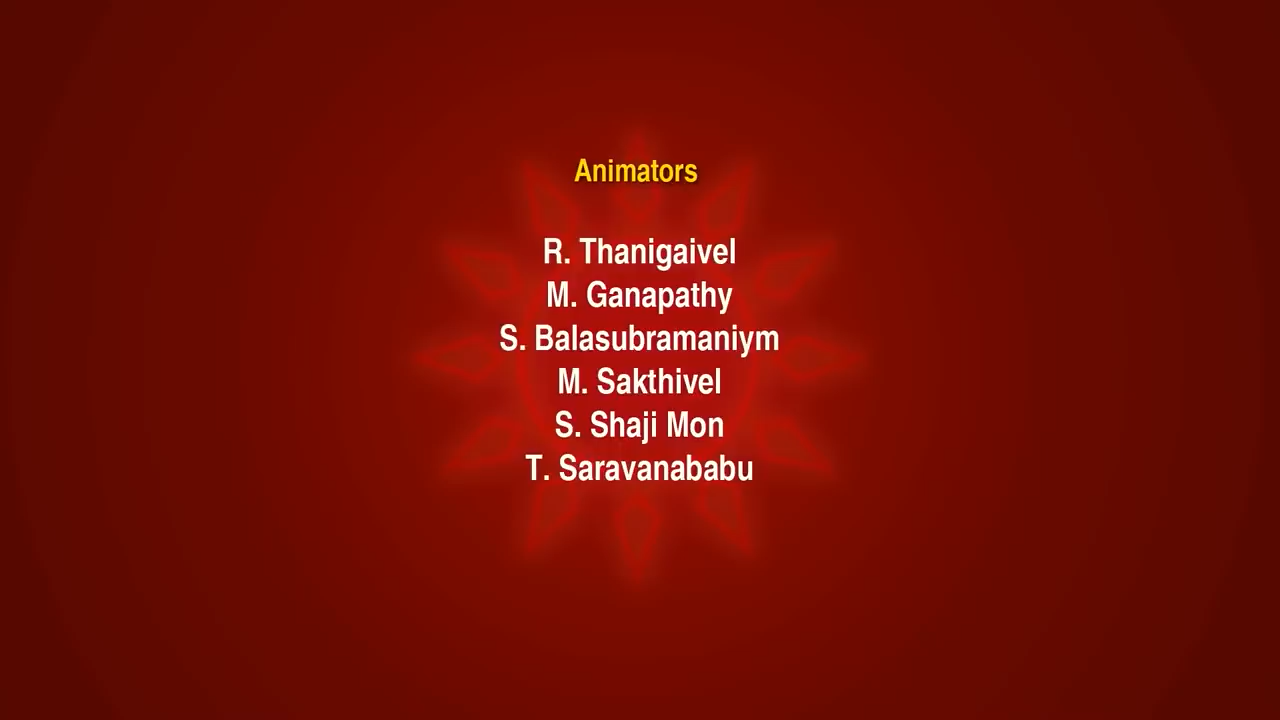 Animators
R. Thanigaivel
M. Ganapathy
S. Balasubramaniym
M. Sakthivel
S. Shaji Mon
T. Saravanababu